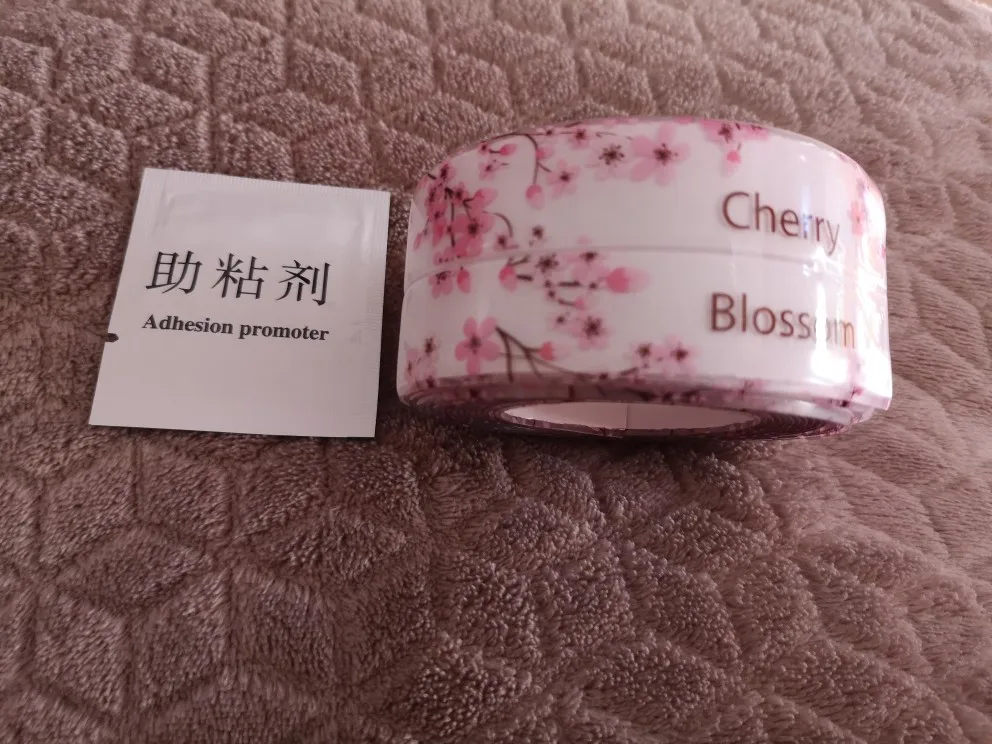 助粘剂
Adhesion promoter
Cherry
Blossom